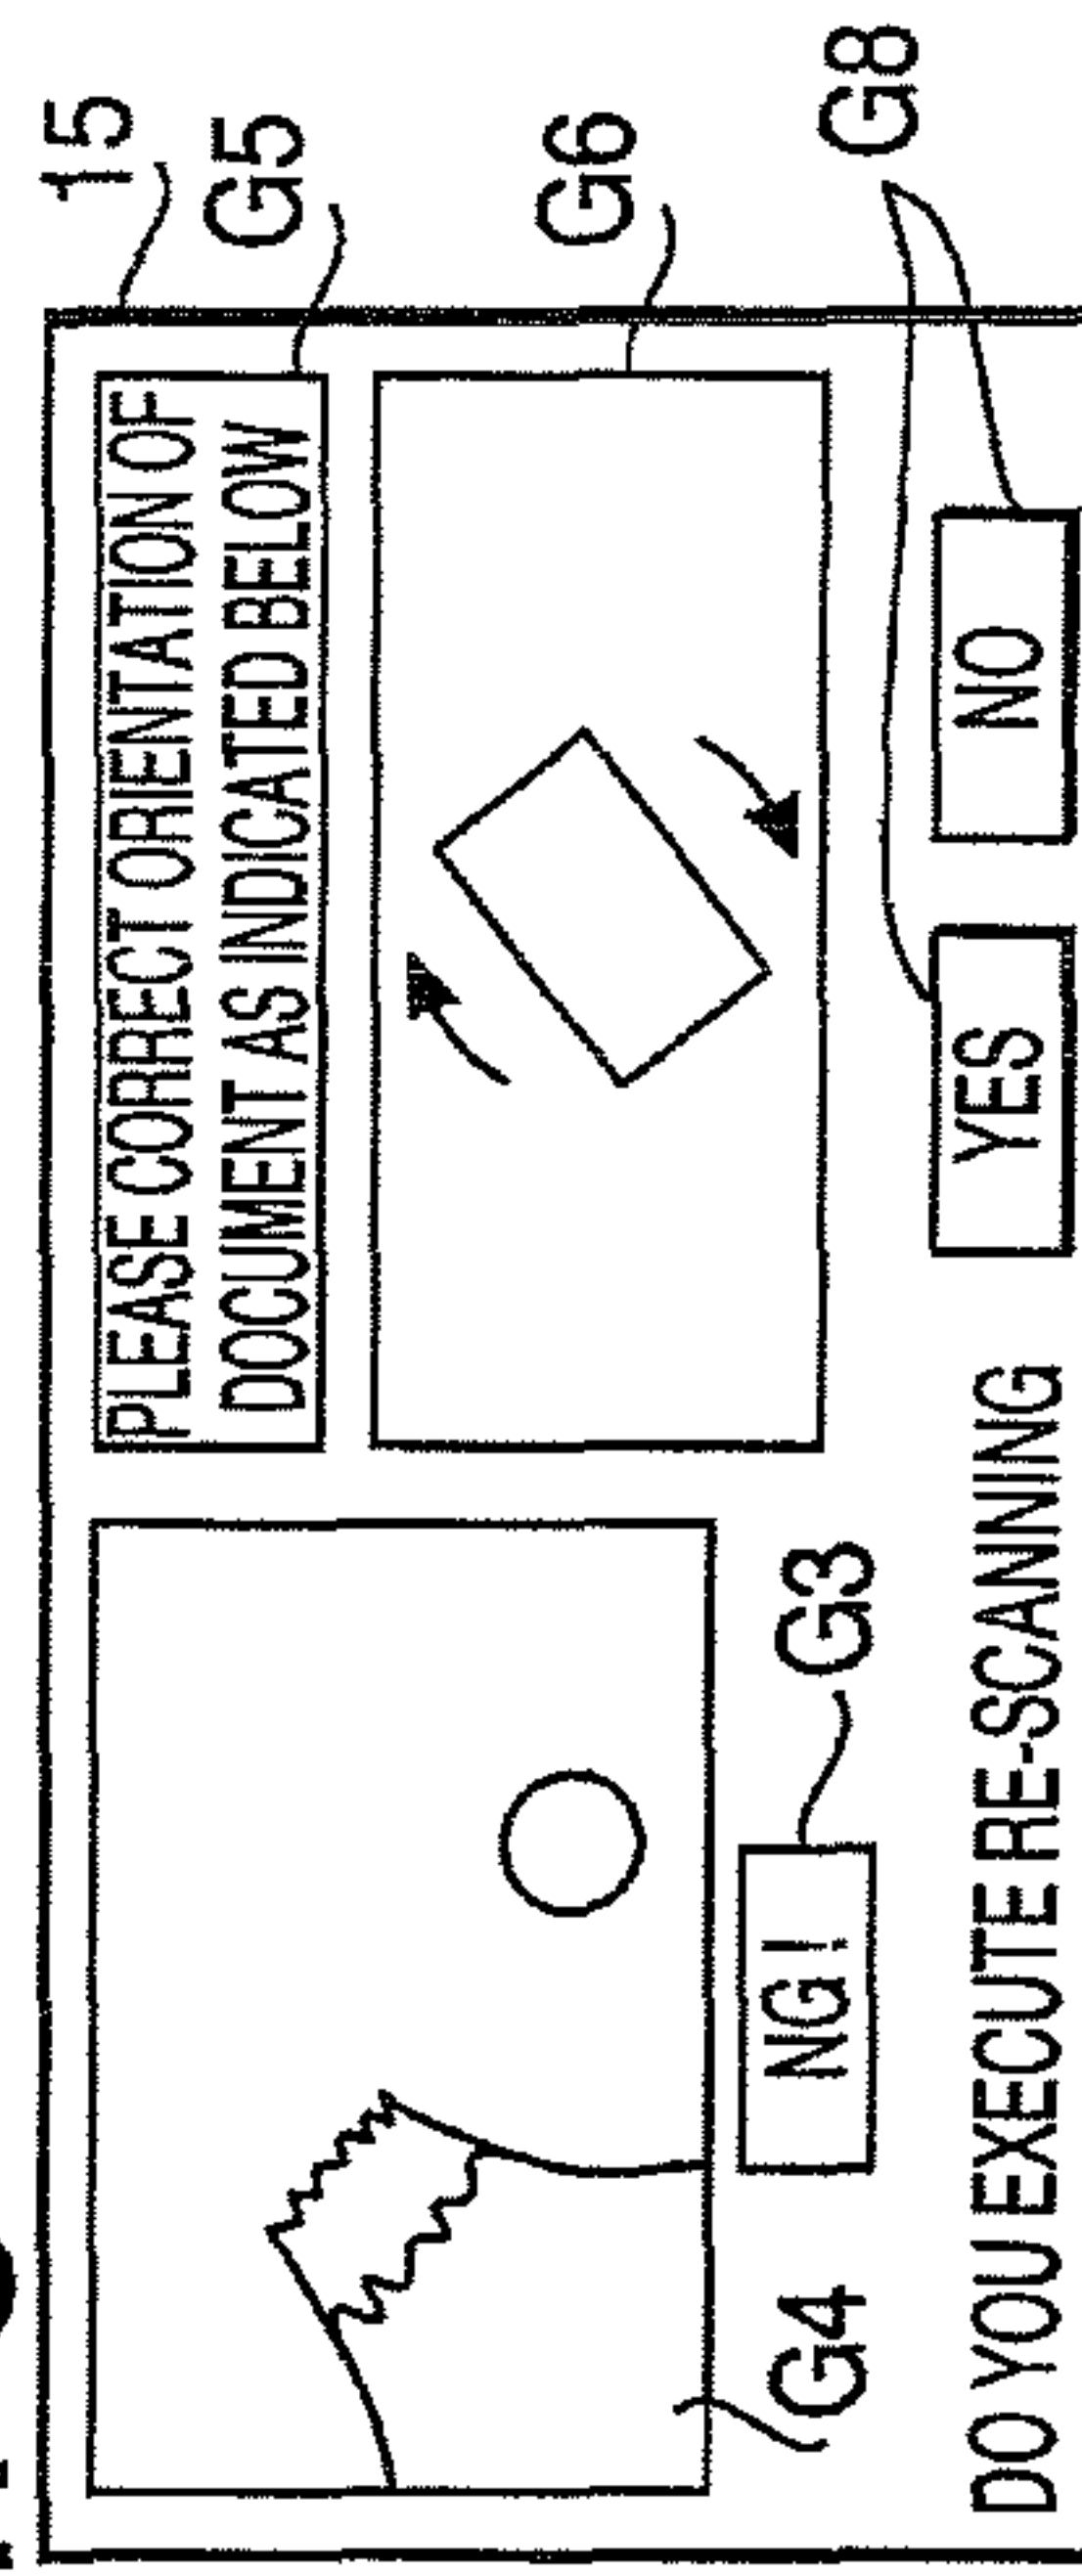 15
G5
PLEASE CORRECT ORIENTATION OF
DOCUMENT AS INDICATED BELOW
G6
G3
NG!
G4
G8
DO YOU EXECUTE RE-SCANNING
YES
NO